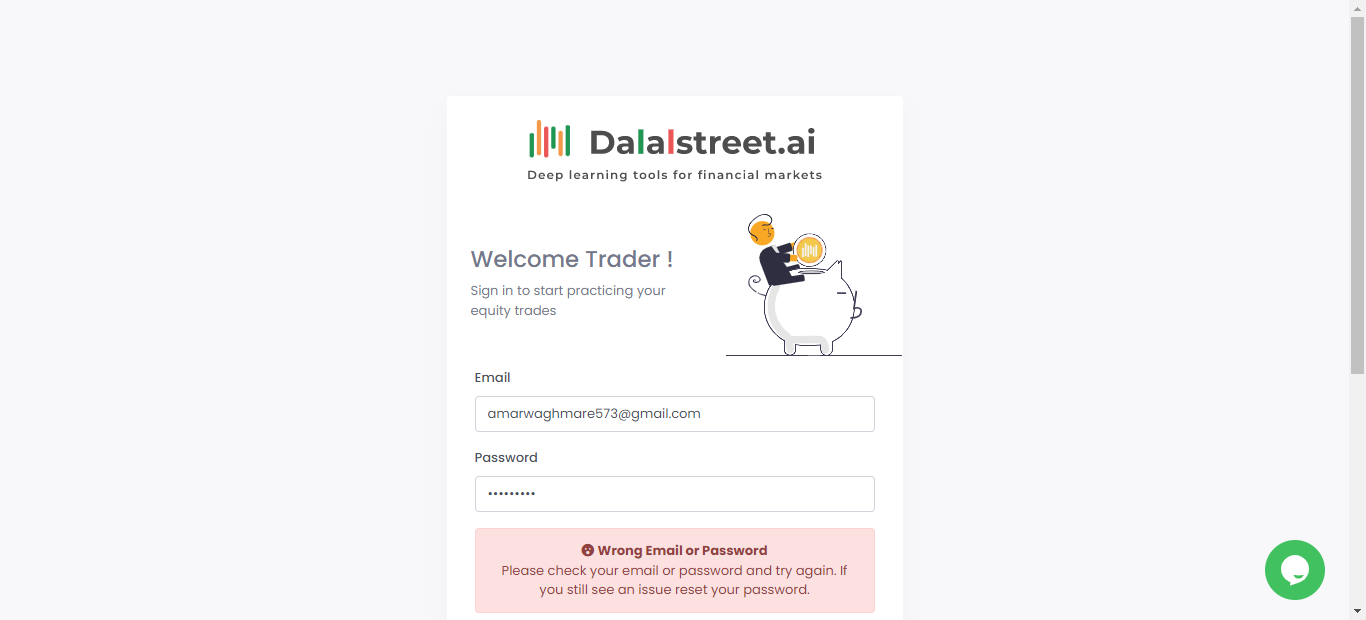 Dalalstreet.ai
Deep learning tools for financial markets
Welcome Trader !
Sign in to start practicing your
equity trades
Email
amarwaghmare573@gmail.com
Password
•••••••••
Wrong Email or Password
Please check your email or password and try again. If
you still see an issue reset your password.